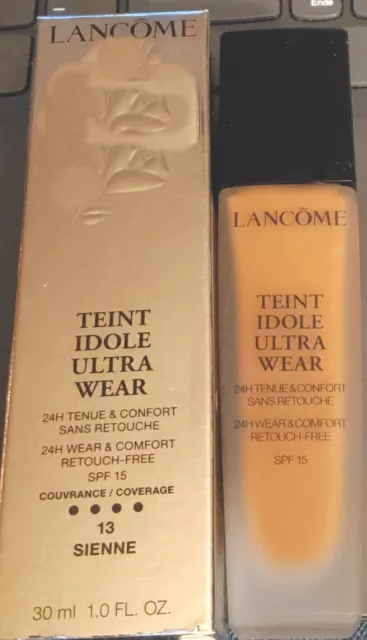 Ende
LANCÔME
TEINT
IDOLE
ULTRA
WEAR
24H TENUE & CONFORT
SANS RETOUCHE
24H WEAR & COMFORT
RETOUCH-FREE
SPF 15
COUVRANCE / COVERAGE
13
SIENNE
30 ml 1.0 FL. OZ.
LANCÔME
TEINT
IDOLE
ULTRA
WEAR
24H TENUE & CONFORT
SANS RETOUCHE
24H WEAR & COMFORT
RETOUCH-FREE
SPF 15